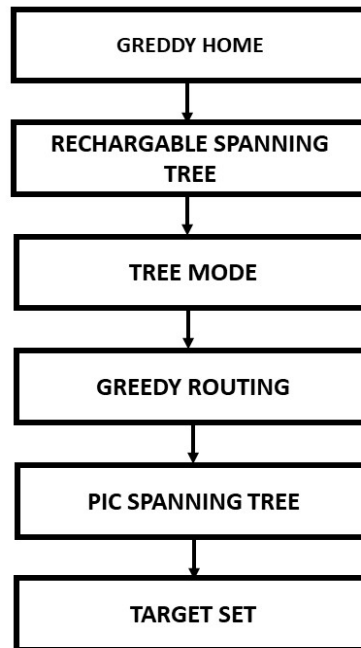 GREDDY HOME
RECHARGABLE SPANNING
TREE
TREE MODE
GREEDY ROUTING
PIC SPANNING TREE
TARGET SET